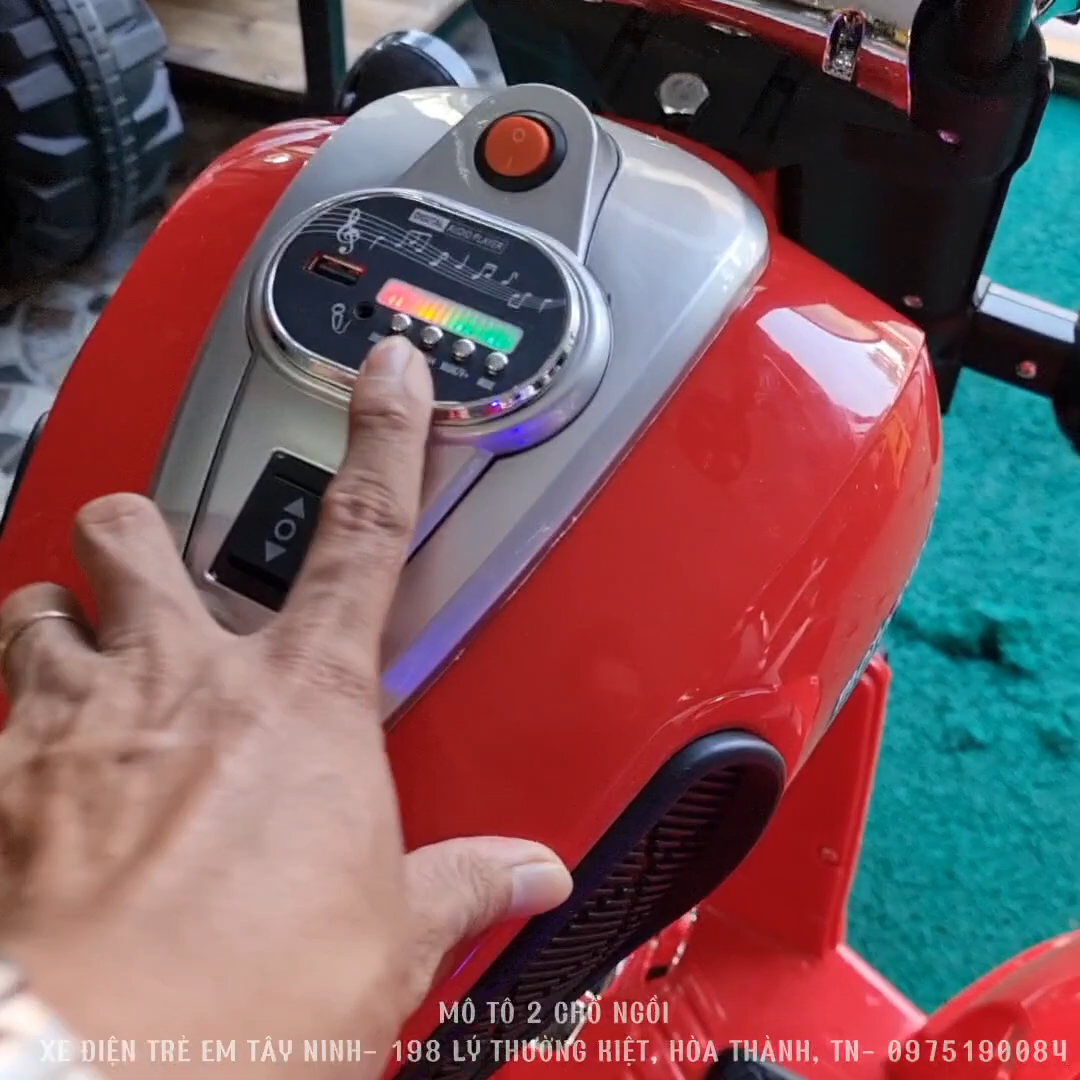 DIGITAL AUDIO PLAYER
MÔ TÔ 2 CHỖ NGỒI
XE ĐIỆN TRẺ EM TÂY NINH- 198 LÝ THƯỜNG KIỆT, HÒA THÀNH, TN- 0975190084